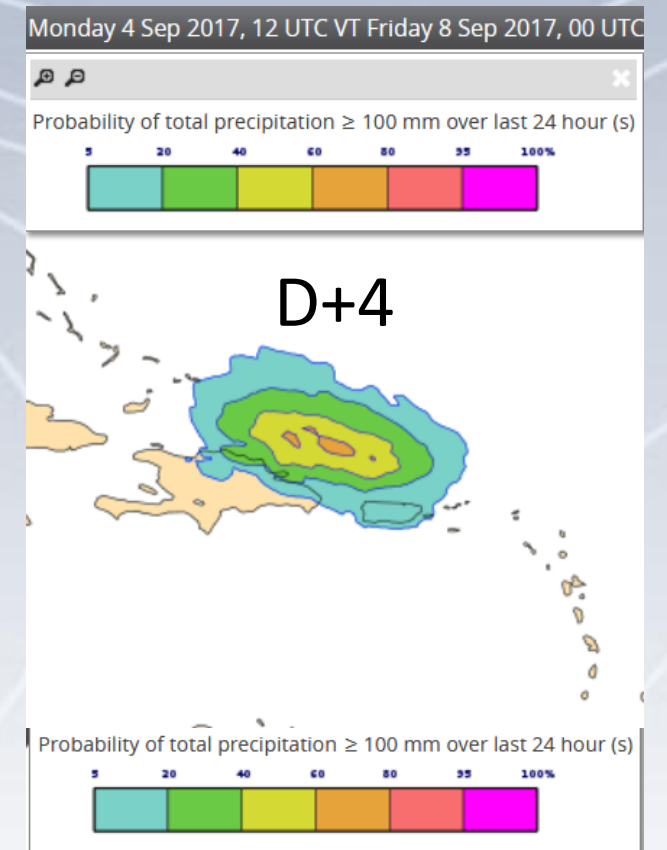 Monday 4 Sep 2017, 12 UTC VT Friday 8 Sep 2017, 00 UTC
Probability of total precipitation ≥ 100 mm over last 24 hour (s)
5 20 40 60 80 95 100%
D+4
Probability of total precipitation ≥ 100 mm over last 24 hour (s)
5 20 40 60 80 95 100%